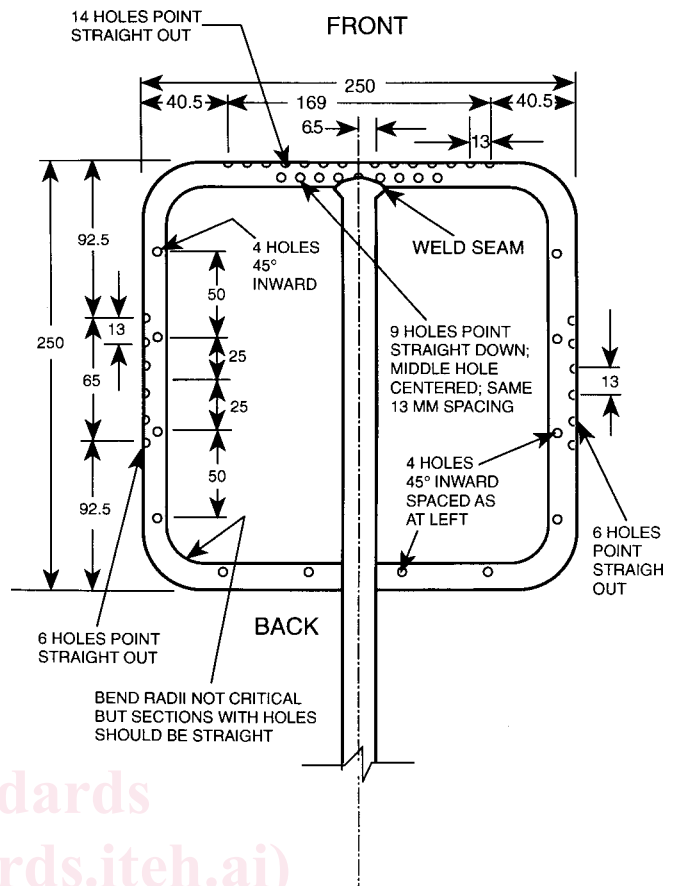 14 HOLES POINT
STRAIGHT OUT
FRONT
250
40.5
169
40.5
6.5
13
92.5
4 HOLES
45°
INWARD
WELD SEAM
50
13
250
65
25
9 HOLES POINT
STRAIGHT DOWN;
MIDDLE HOLE
CENTERED; SAME
13 MM SPACING
13
25
50
4 HOLES
45° INWARD
SPACED AS
AT LEFT
92.5
6 HOLES
POINT
STRAIGH
OUT
BACK
6 HOLES POINT
STRAIGHT OUT
BEND RADII NOT CRITICAL
BUT SECTIONS WITH HOLES
SHOULD BE STRAIGHT
dards
rds.iteh.ai)